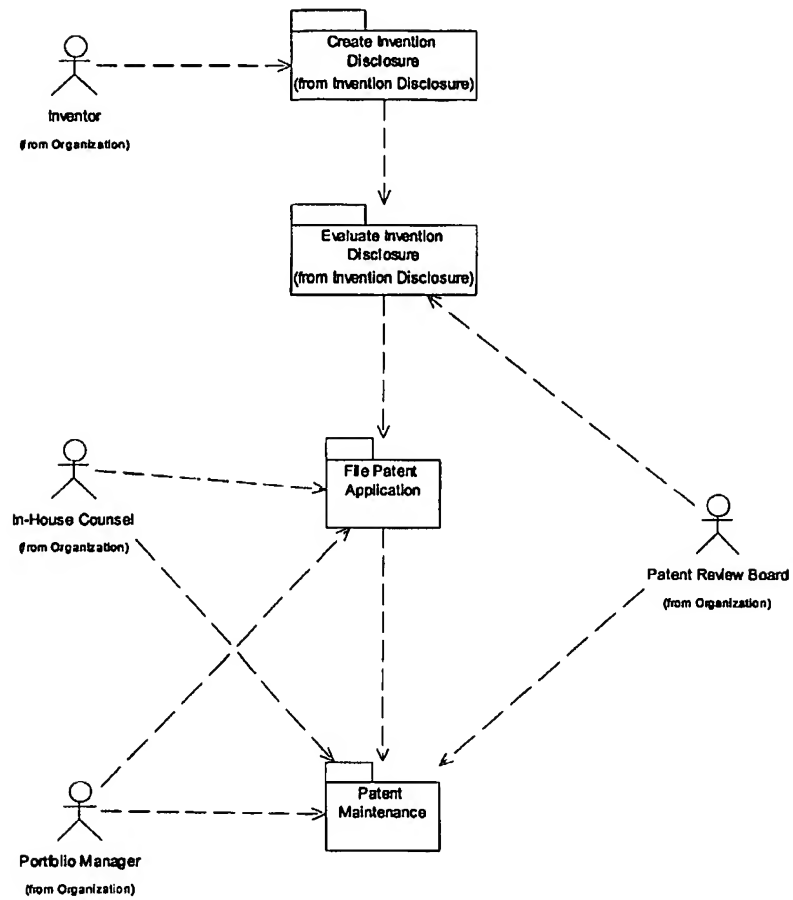 Create Invention
Disclosure
(from Invention Disclosure)
Inventor
(from Organization)
Evaluate Invention
Disclosure
(from Invention Disclosure)
File Patent
Application
In-House Counsel
(from Organization)
Patent Review Board
(from Organization)
Patent
Maintenance
Portfolio Manager
(from Organization)